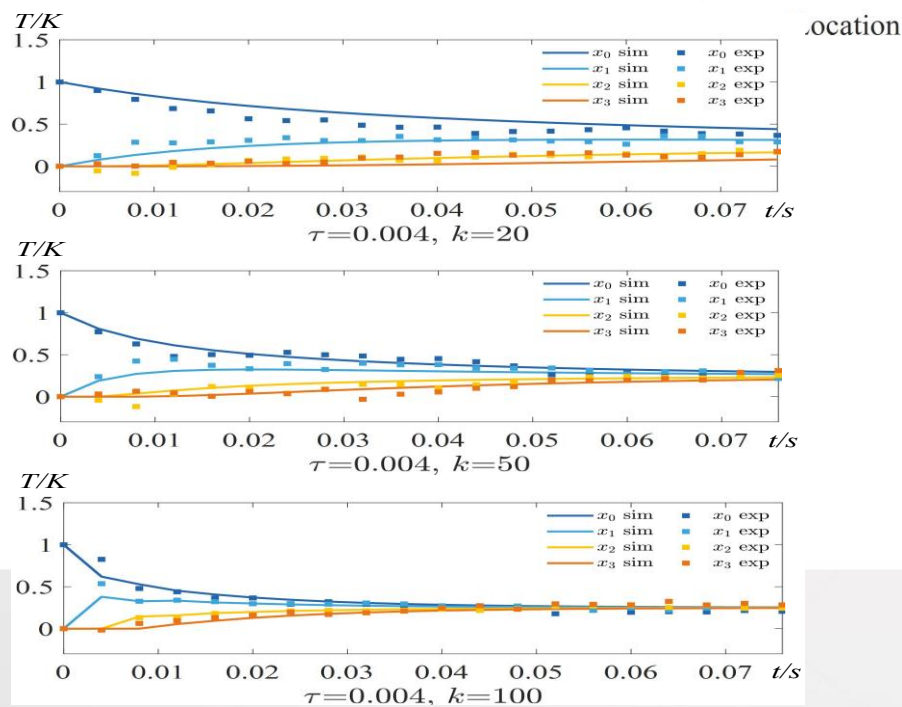 T/K
.ocation
1.5
x0 sim x0 exp
1
x1 sim x1 exp
x2 sim x2 exp
0.5
x3 sim x3 exp
0
0 0.01 0.02 0.03 0.04 0.05 0.06 0.07 t/s
τ=0.004, k=20
T/K
1.5
x0 sim x0 exp
1
x1 sim x1 exp
x2 sim x2 exp
0.5
x3 sim x3 exp
0
0 0.01 0.02 0.03 0.04 0.05 0.06 0.07 t/s
τ=0.004, k=50
T/K
1.5
x0 sim x0 exp
1
x1 sim x1 exp
x2 sim x2 exp
0.5
x3 sim x3 exp
0
0 0.01 0.02 0.03 0.04 0.05 0.06 0.07 t/s
τ=0.004, k=100